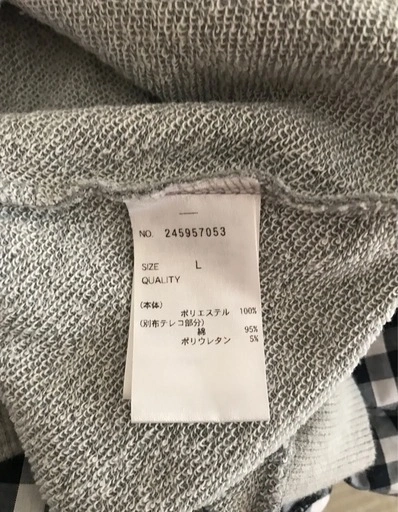 NO. 245957053
SIZE L
QUALITY
(本体)
ポリエステル 100%
(別布テレコ部分)
綿 95%
ポリウレタン 5%